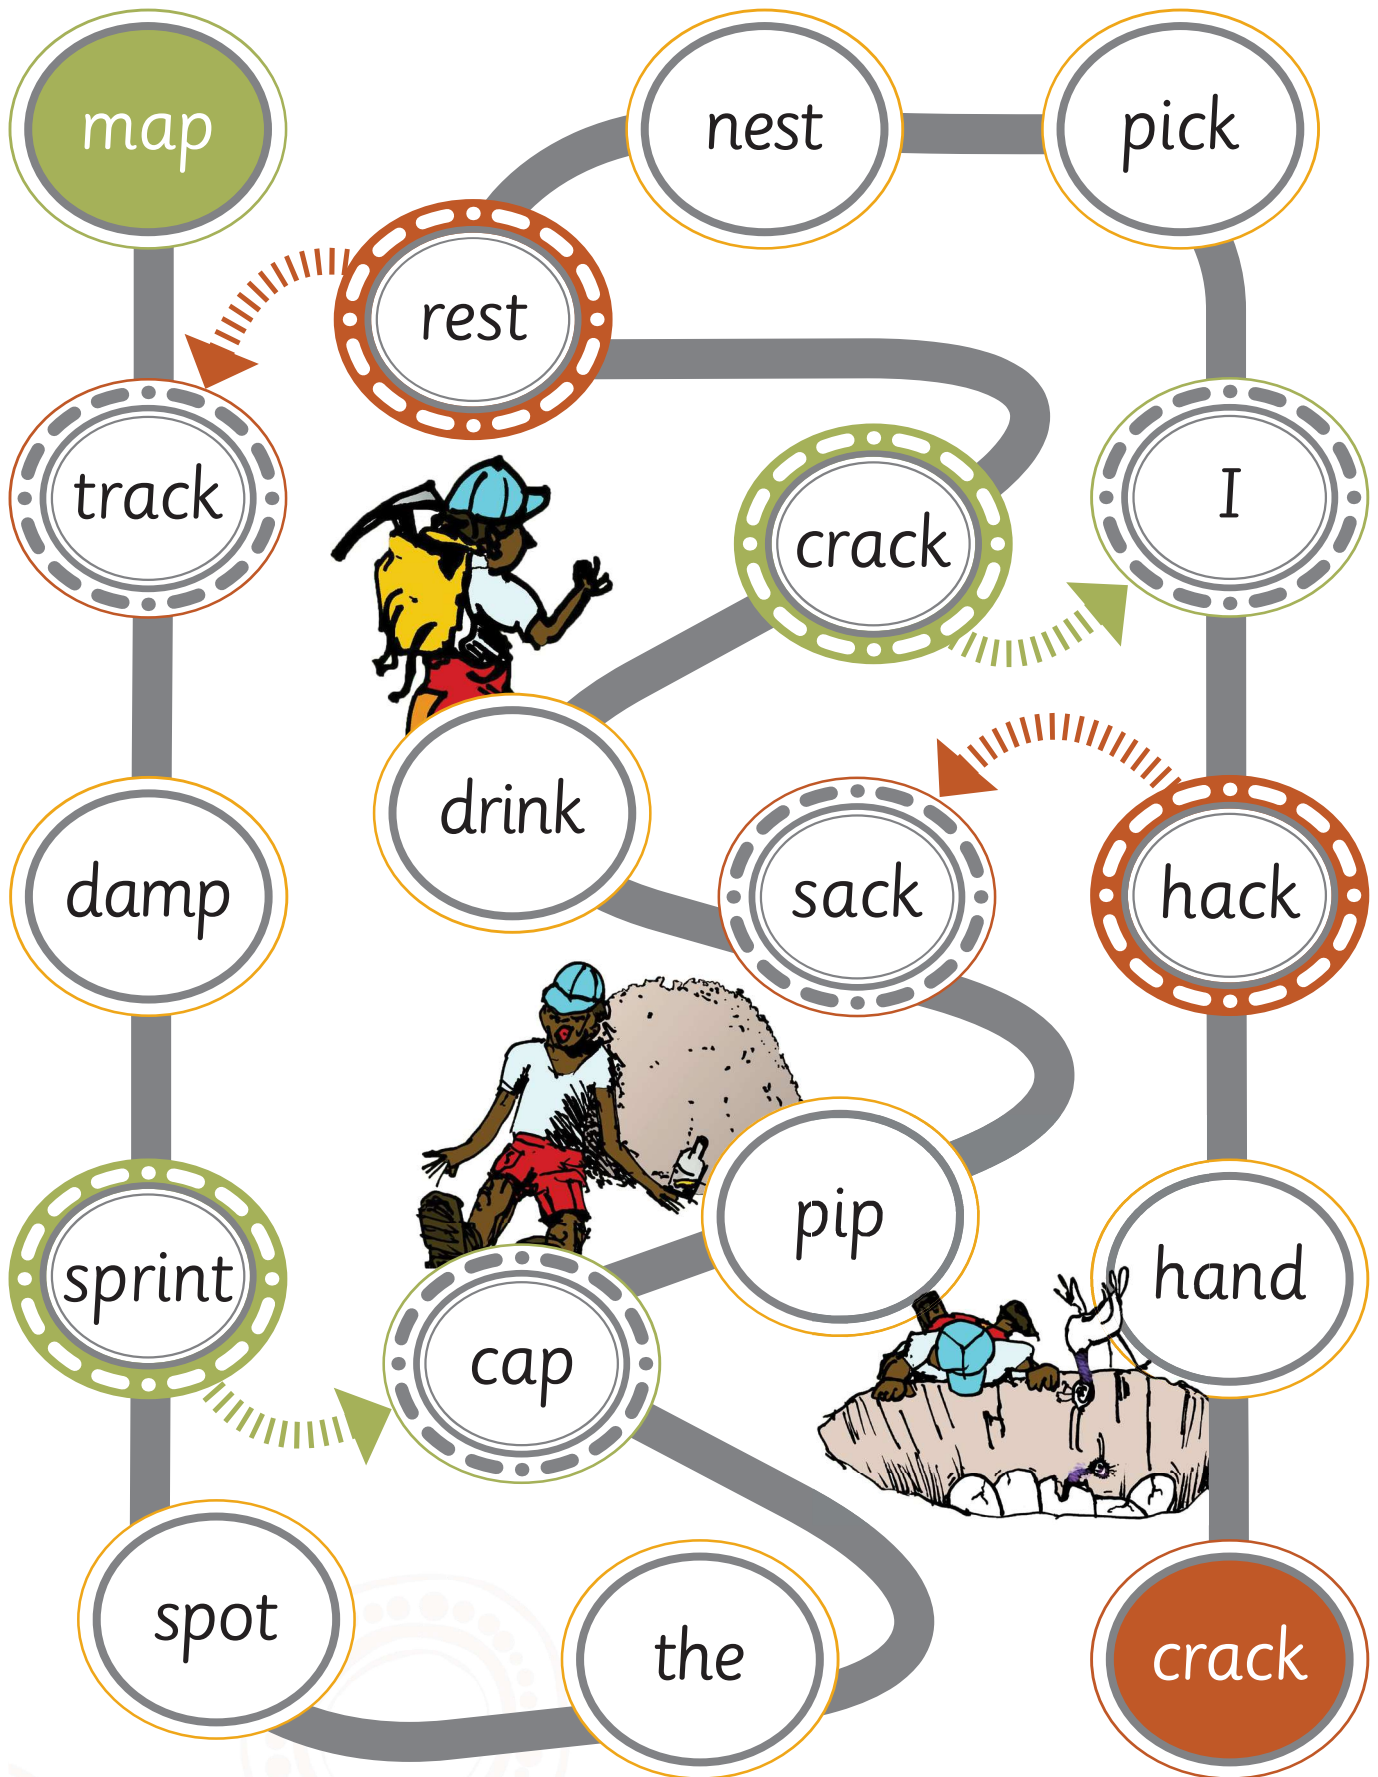 map
track
damp
sprint
spot
the
cap
pip
sack
drink
crack
rest
nest
pick
I
hack
hand
crack